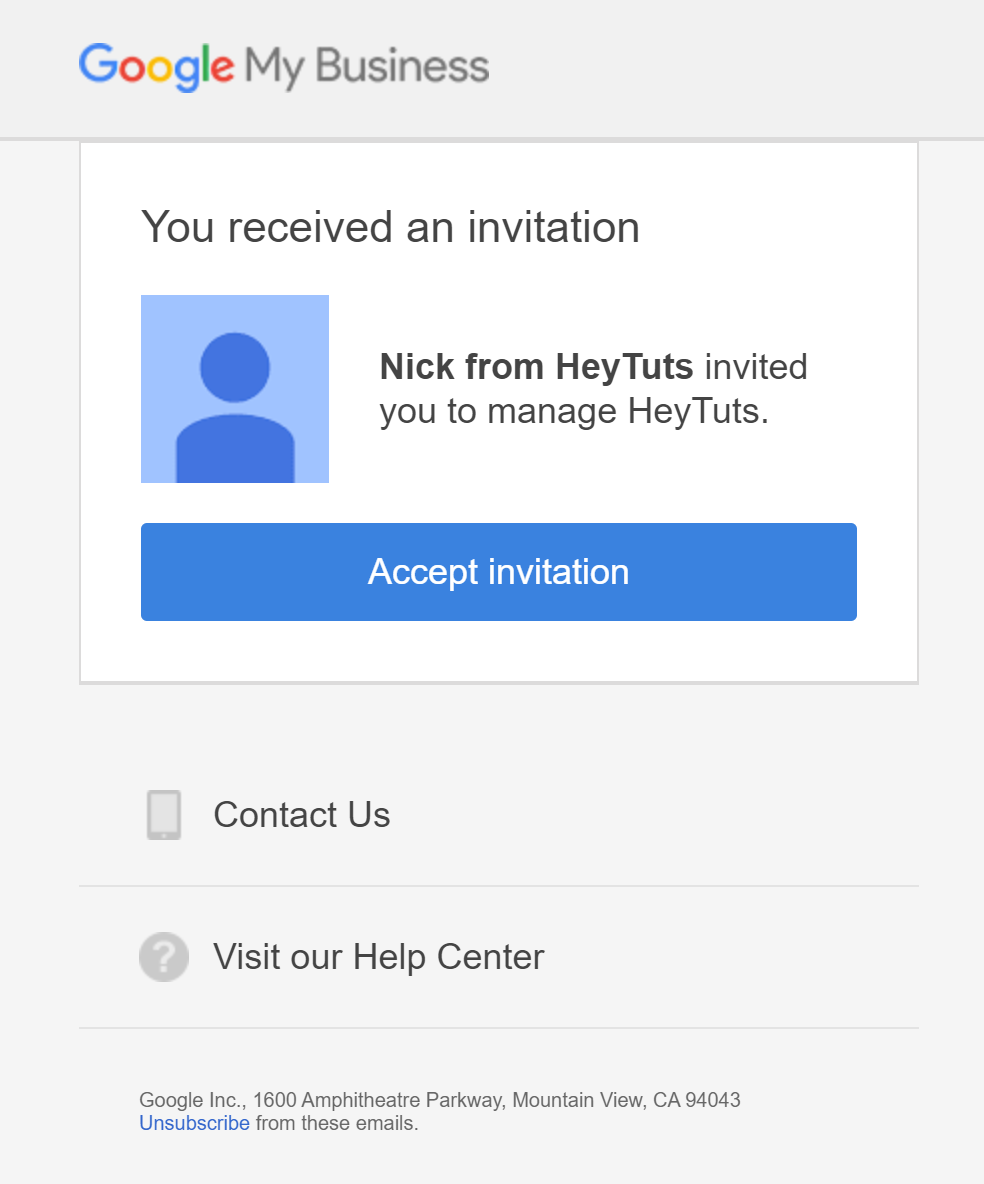 Google My Business
You received an invitation
Nick from HeyTuts invited
you to manage HeyTuts.
Accept invitation
Contact Us
?
Visit our Help Center
Google Inc., 1600 Amphitheatre Parkway, Mountain View, CA 94043
Unsubscribe from these emails.